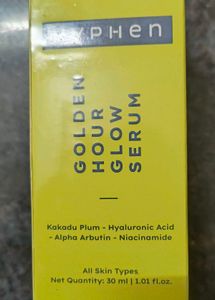 HYPHEN
GOLDEN
HOUR
GLOW
SERUM
Kakadu Plum - Hyaluronic Acid
- Alpha Arbutin - Niacinamide
All Skin Types
Net Quantity: 30 ml | 1.01 fl.oz.